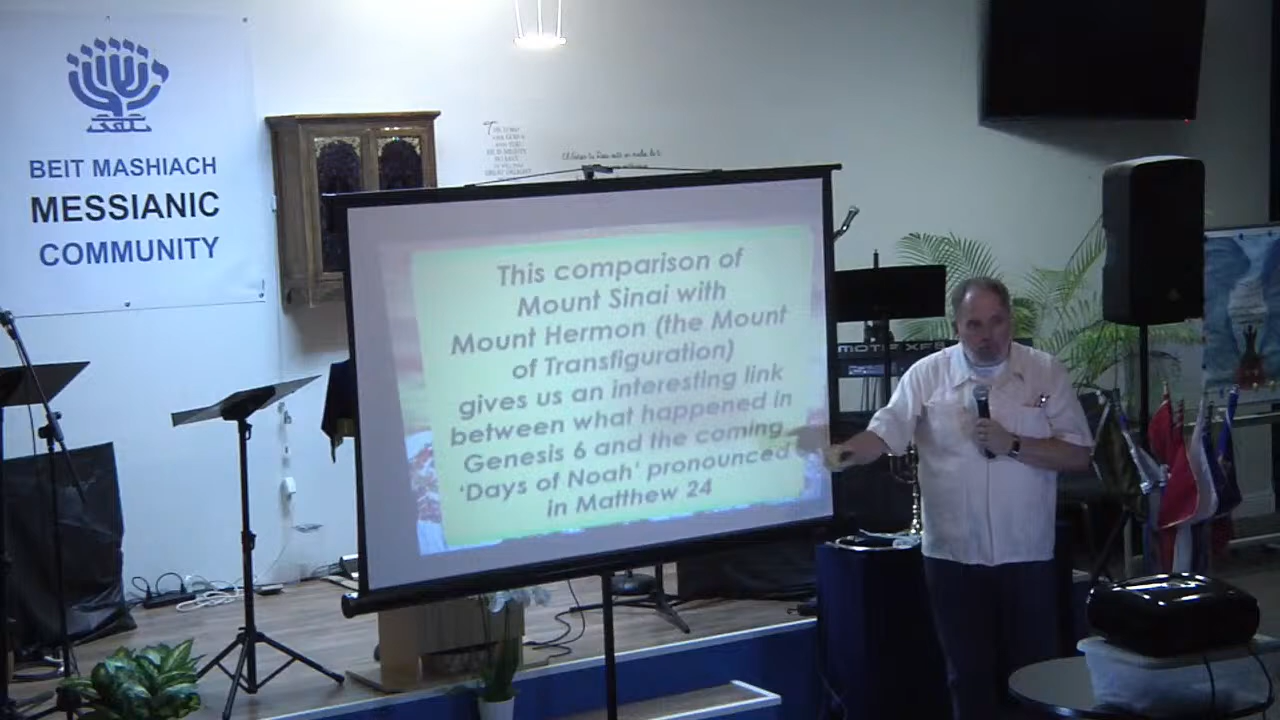 BEIT MASHIACH
MESSIANIC
COMMUNITY
This comparison of
Mount Sinai with
Mount Hermon (the Mount
of Transfiguration)
gives us an interesting link
between what happened in
Genesis 6 and the coming
'Days of Noah' pronounced
in Matthew 24
MOTIF XF8